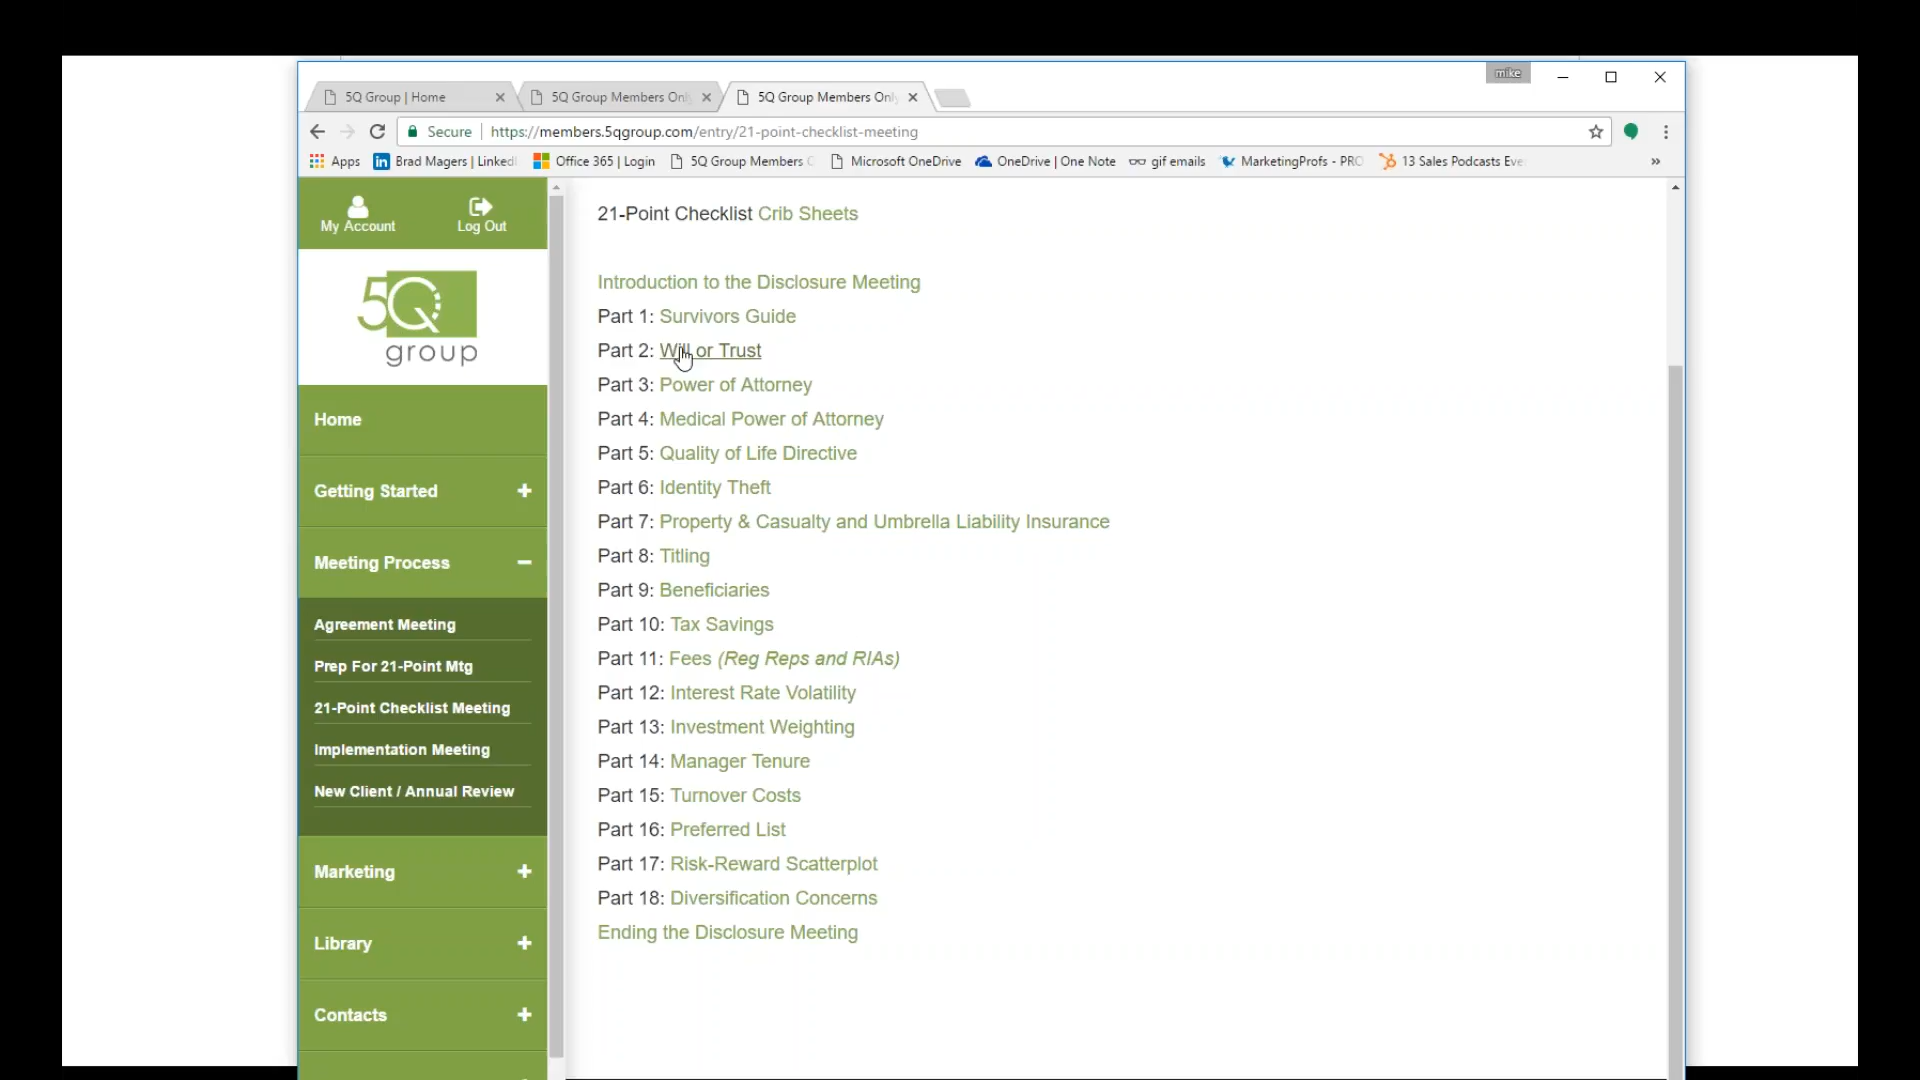 mike
5Q Group | Home
5Q Group Members Onl
5Q Group Members Onl
Secure https://members.5qgroup.com/entry/21-point-checklist-meeting
Apps Brad Magers | LinkedI Office 365 | Login 5Q Group Members Microsoft OneDrive OneDrive | One Note gif emails MarketingProfs - PRO 13 Sales Podcasts Eve »
My Account
Log Out
5Q
group
Home
Getting Started +
Meeting Process −
Agreement Meeting
Prep For 21-Point Mtg
21-Point Checklist Meeting
Implementation Meeting
New Client / Annual Review
Marketing +
Library +
Contacts +
21-Point Checklist Crib Sheets
Introduction to the Disclosure Meeting
Part 1: Survivors Guide
Part 2: Will or Trust
Part 3: Power of Attorney
Part 4: Medical Power of Attorney
Part 5: Quality of Life Directive
Part 6: Identity Theft
Part 7: Property & Casualty and Umbrella Liability Insurance
Part 8: Titling
Part 9: Beneficiaries
Part 10: Tax Savings
Part 11: Fees (Reg Reps and RIAs)
Part 12: Interest Rate Volatility
Part 13: Investment Weighting
Part 14: Manager Tenure
Part 15: Turnover Costs
Part 16: Preferred List
Part 17: Risk-Reward Scatterplot
Part 18: Diversification Concerns
Ending the Disclosure Meeting